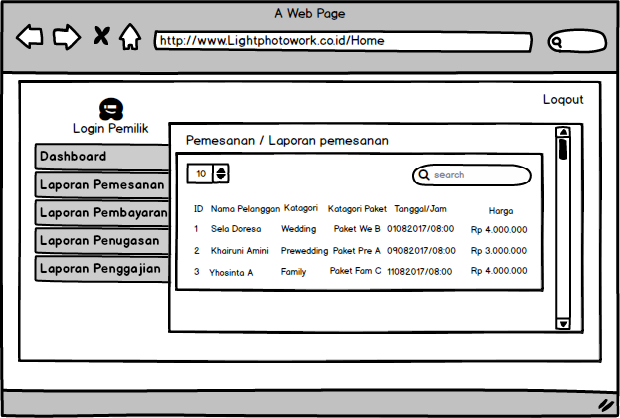 A Web Page
http://www.Lightphotowork.co.id/Home
Logout
Login Pemilik
Dashboard
Laporan Pemesanan
Laporan Pembayaran
Laporan Penugasan
Laporan Penggajian
Pemesanan / Laporan pemesanan
10
search
ID Nama Pelanggan Katagori Katagori Paket Tanggal/Jam Harga
1 Sela Doresa Wedding Paket We B 01082017/08:00 Rp 4.000.000
2 Khairuni Amini Prewedding Paket Pre A 09082017/08:00 Rp 3.000.000
3 Yhosinta A Family Paket Fam C 11082017/08:00 Rp 4.000.000